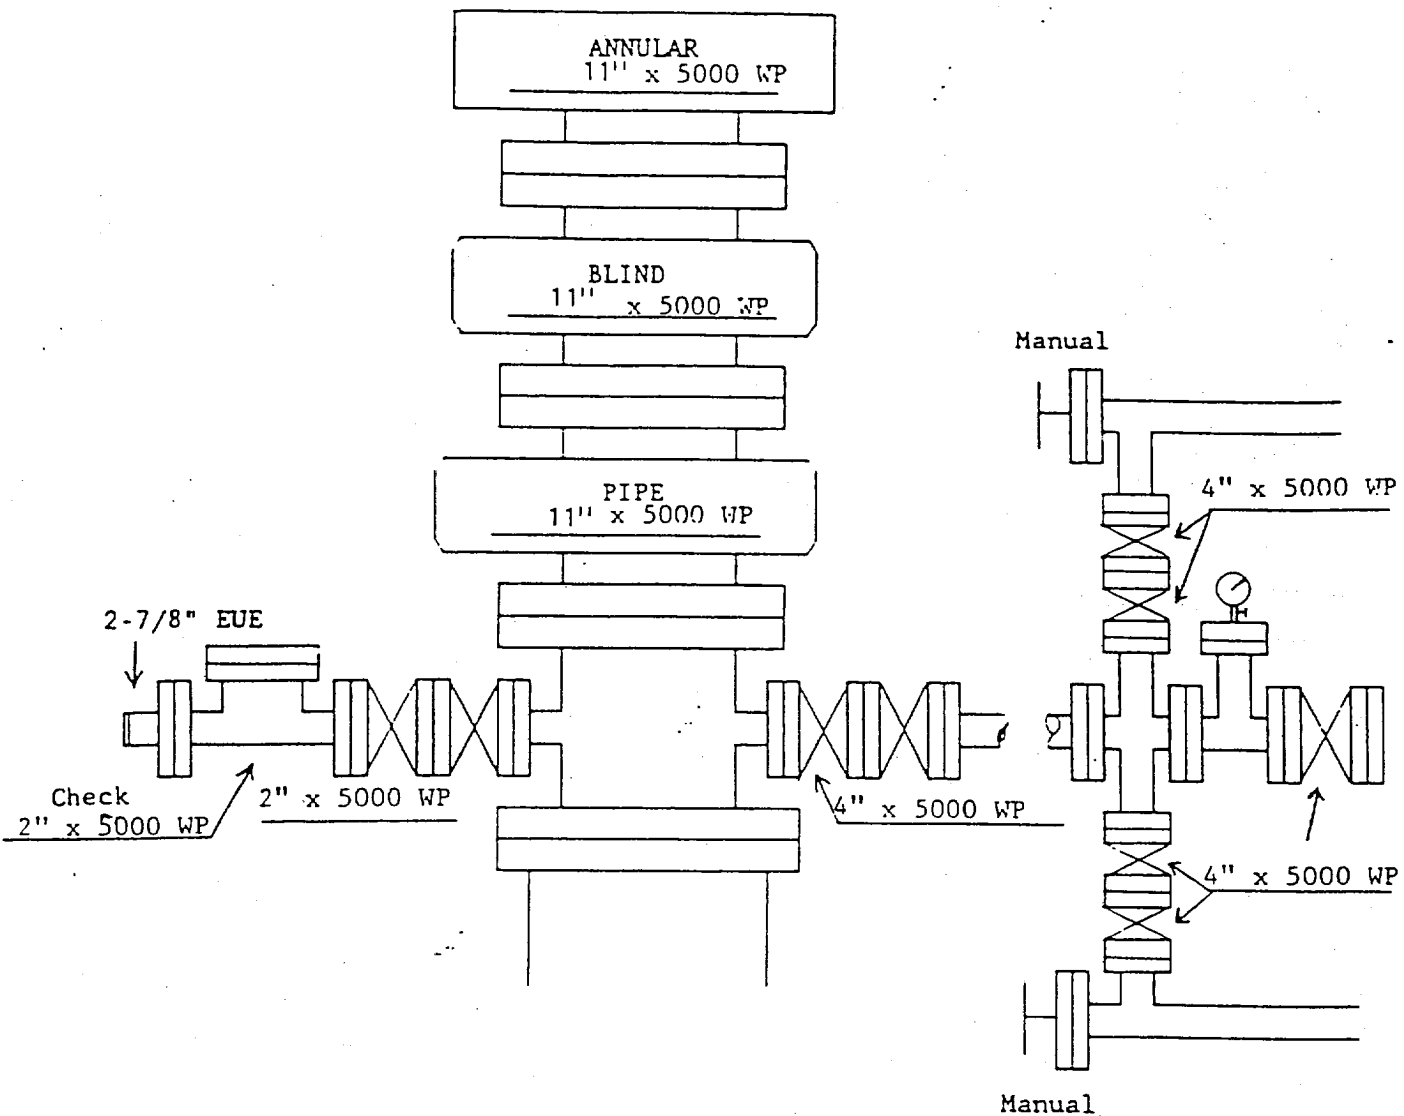 ANNULAR
11" x 5000 WP
BLIND
11" x 5000 WP
PIPE
11" x 5000 WP
Manual
4" x 5000 WP
2-7/8" EUE
Check
2" x 5000 WP
2" x 5000 WP
4" x 5000 WP
4" x 5000 WP
Manual